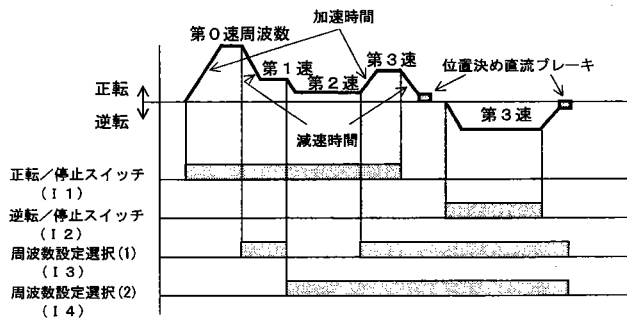 第0速周波数
加速時間
第1速
第2速
第3速
位置決め直流ブレーキ
正転
逆転
減速時間
第3速
正転/停止スイッチ
(I1)
逆転/停止スイッチ
(I2)
周波数設定選択(1)
(I3)
周波数設定選択(2)
(I4)